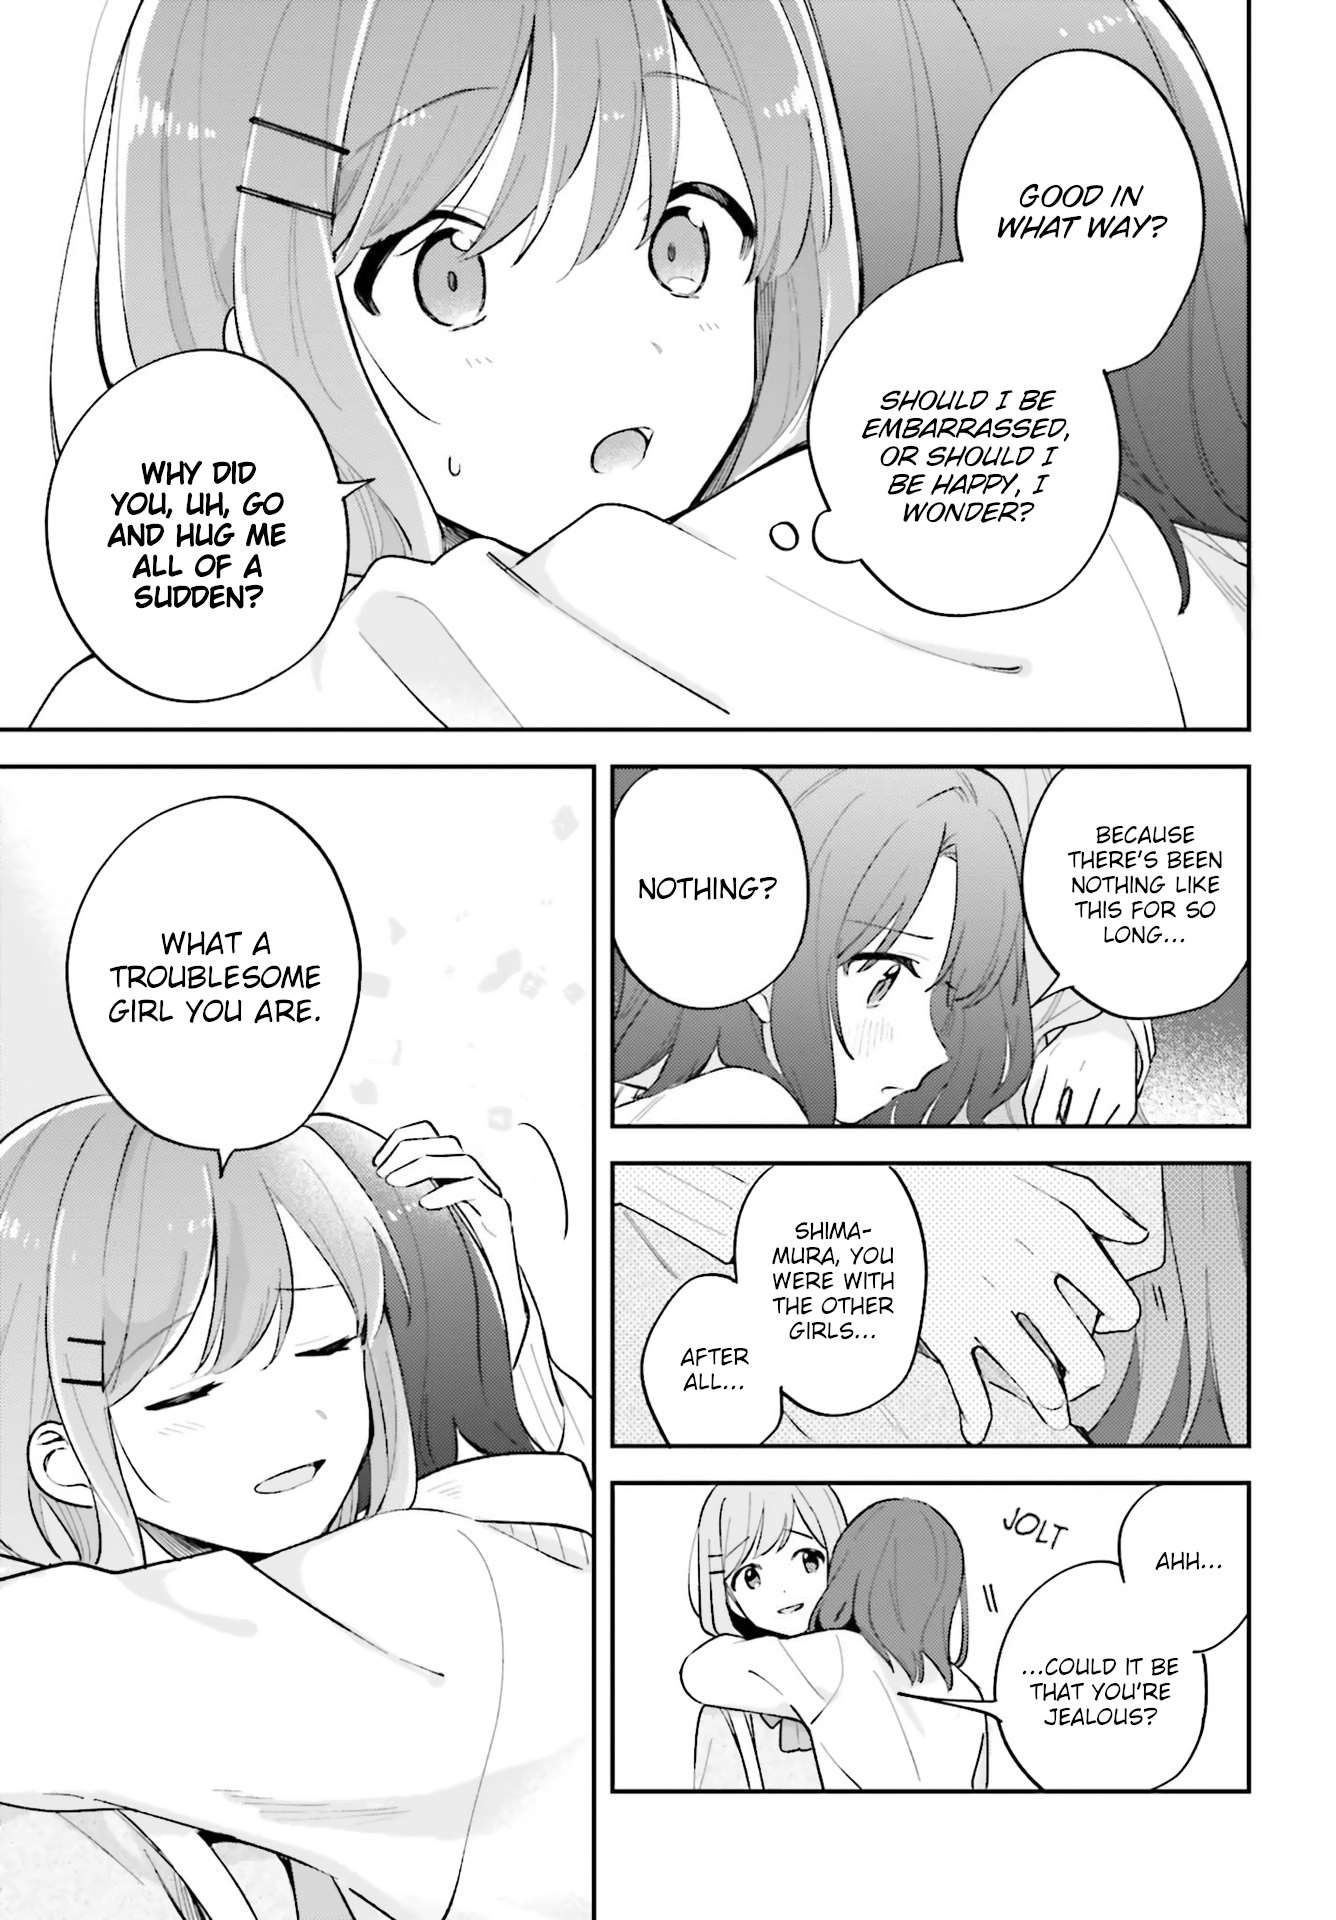 GOOD IN
WHAT WAY?
SHOULD I BE
EMBARRASSED,
OR SHOULD I
BE HAPPY, I
WONDER?
WHY DID
YOU, UH, GO
AND HUG ME
ALL OF A
SUDDEN?
BECAUSE
THERE'S BEEN
NOTHING LIKE
THIS FOR SO
LONG...
NOTHING?
SHIMA-
MURA, YOU
WERE WITH
THE OTHER
GIRLS...
AFTER
ALL...
AHH...
JOLT
...COULD IT BE
THAT YOU'RE
JEALOUS?
WHAT A
TROUBLESOME
GIRL YOU ARE.